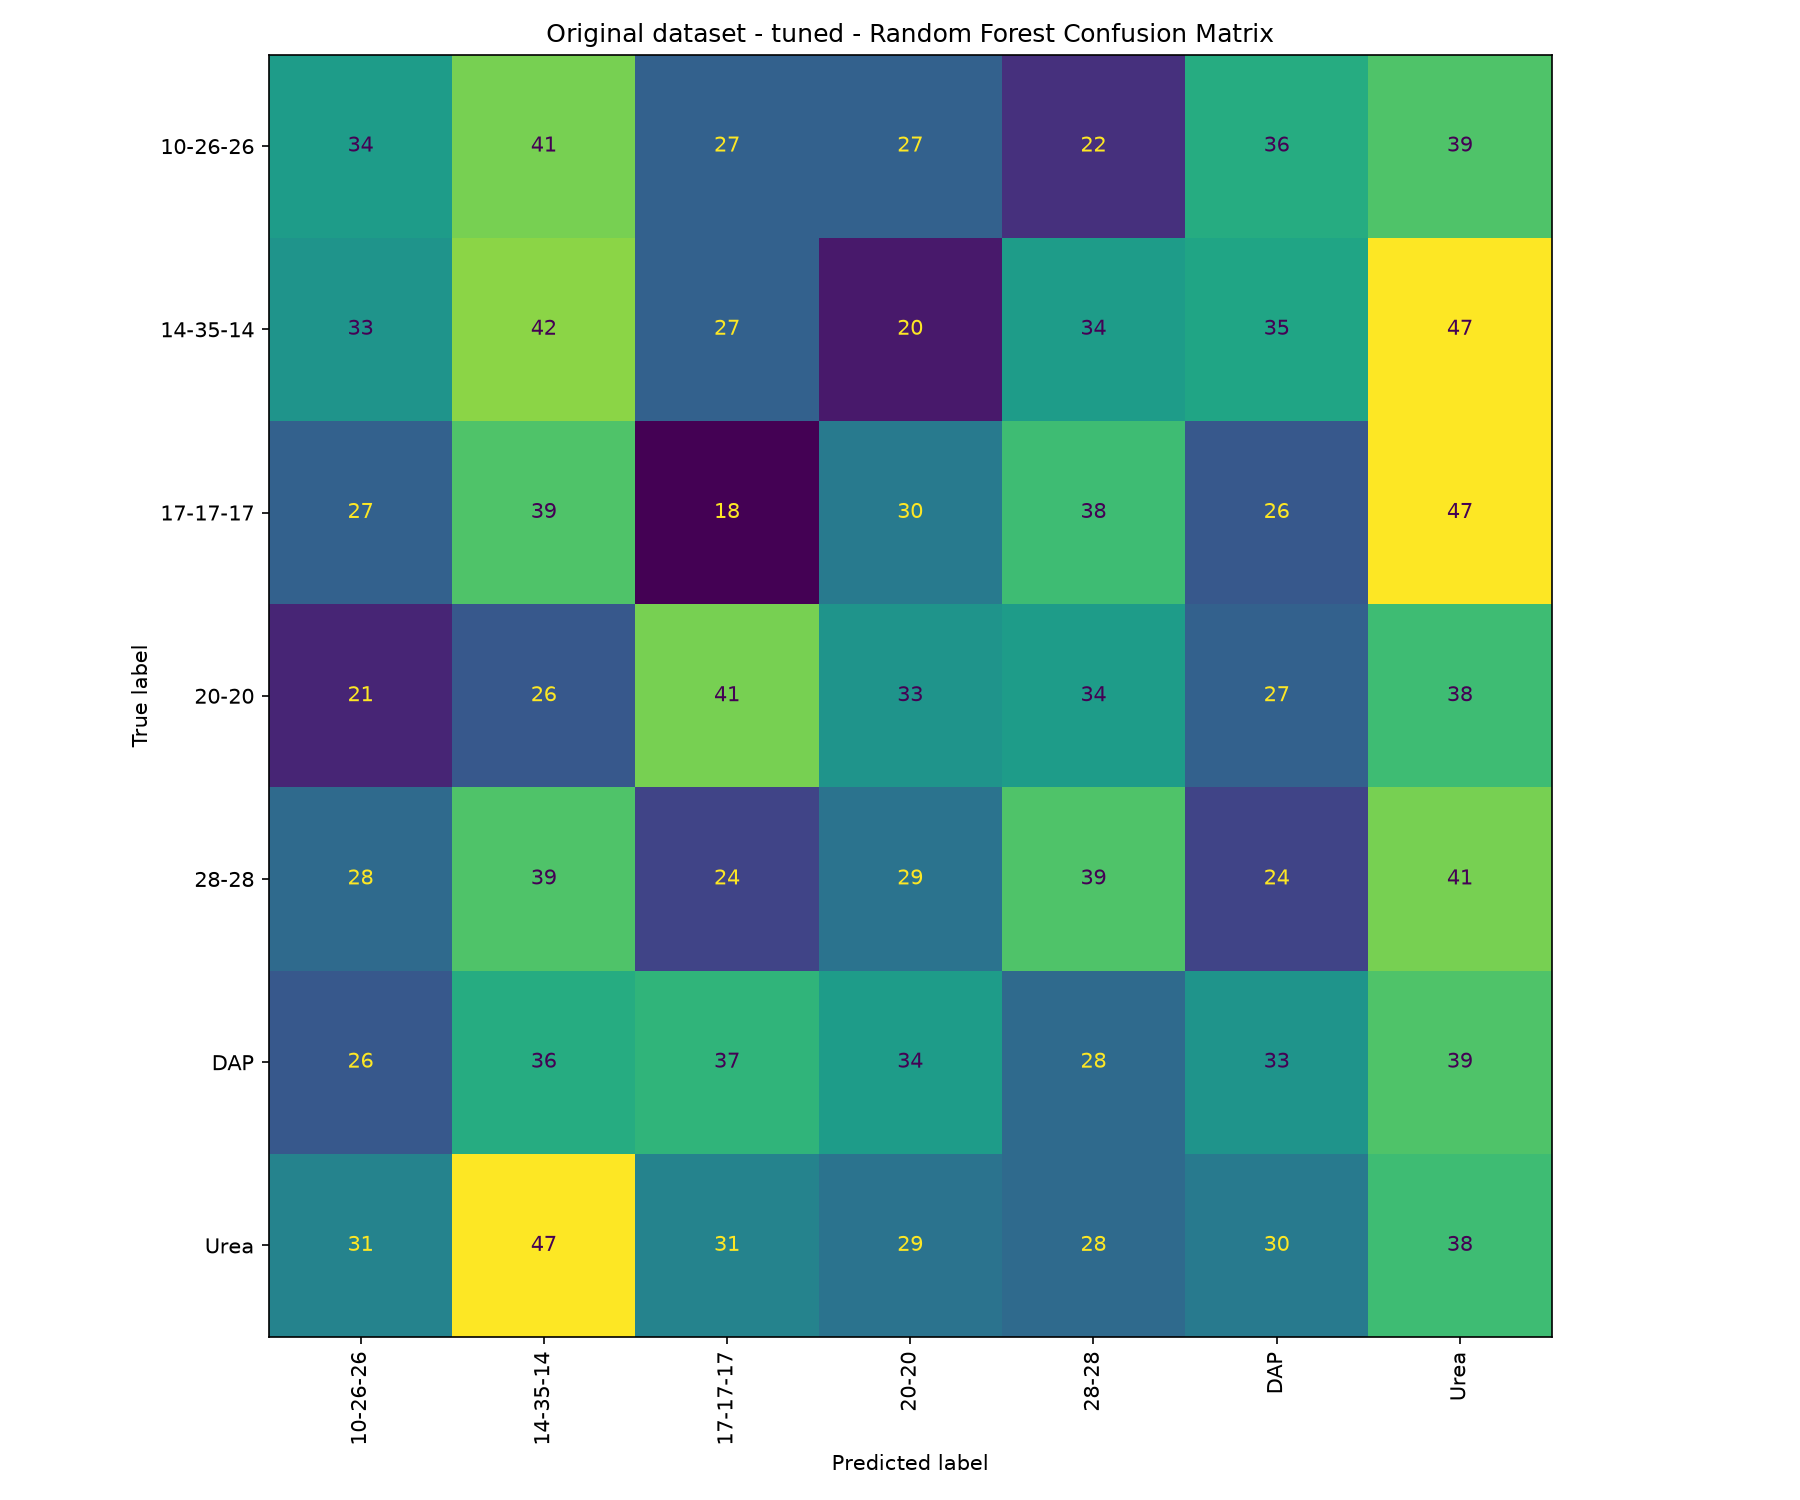 Original dataset - tuned - Random Forest Confusion Matrix
10-26-26 34 41 27 27 22 36 39
14-35-14 33 42 27 20 34 35 47
17-17-17 27 39 18 30 38 26 47
True label
20-20 21 26 41 33 34 27 38
28-28 28 39 24 29 39 24 41
DAP 26 36 37 34 28 33 39
Urea 31 47 31 29 28 30 38
10-26-26 14-35-14 17-17-17 20-20 28-28 DAP Urea
Predicted label